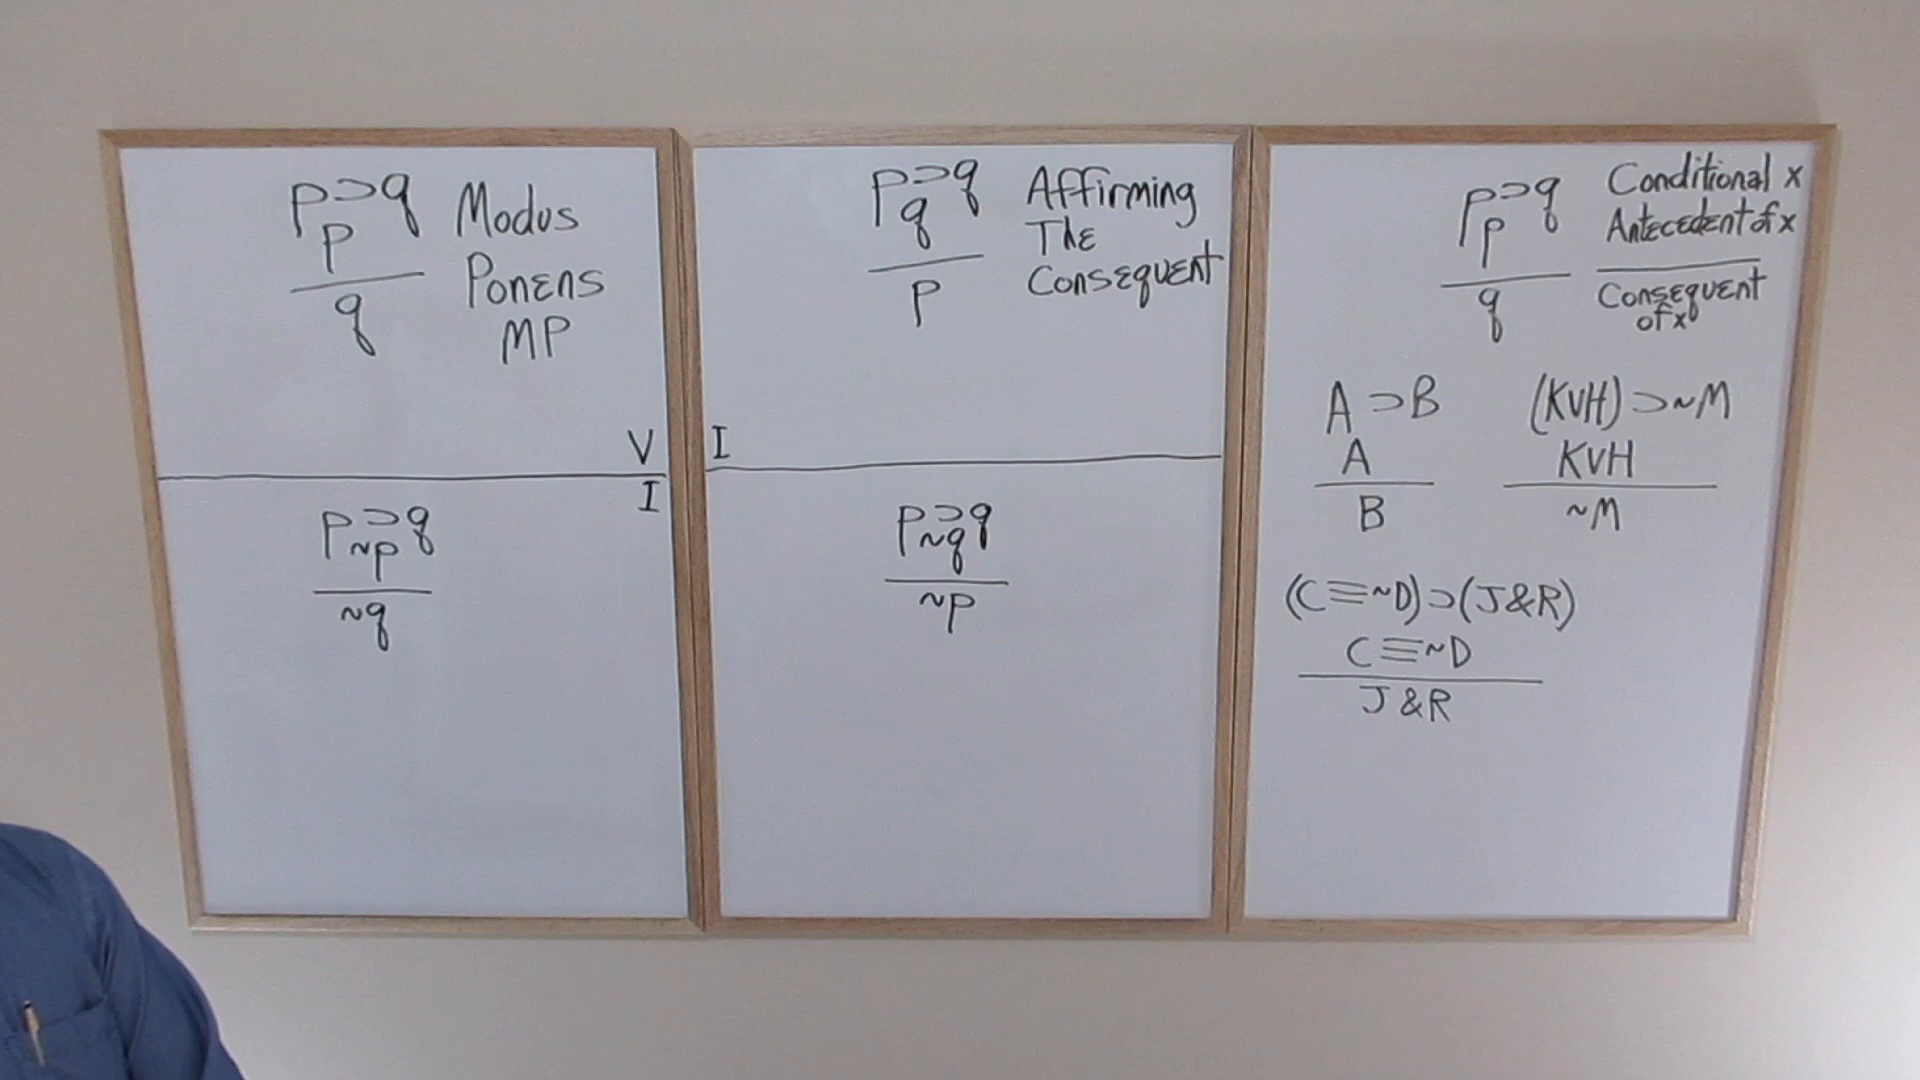 p⊃q
p
q
Modus
Ponens
MP
V
I
p⊃q
~p
~q
p⊃q
q
p
Affirming
The
Consequent
I
p⊃q
~q
~p
p⊃q
p
q
Conditional x
Antecedent of x
Consequent
of x
A⊃B
A
B
(KvH)⊃~M
KvH
~M
(C≡~D)⊃(J&R)
C≡~D
J&R